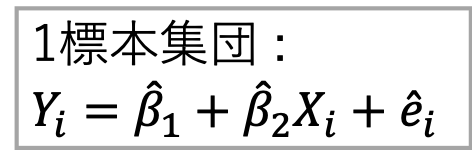 1標本集団：
Yᵢ = β̂₁ + β̂₂Xᵢ + êᵢ